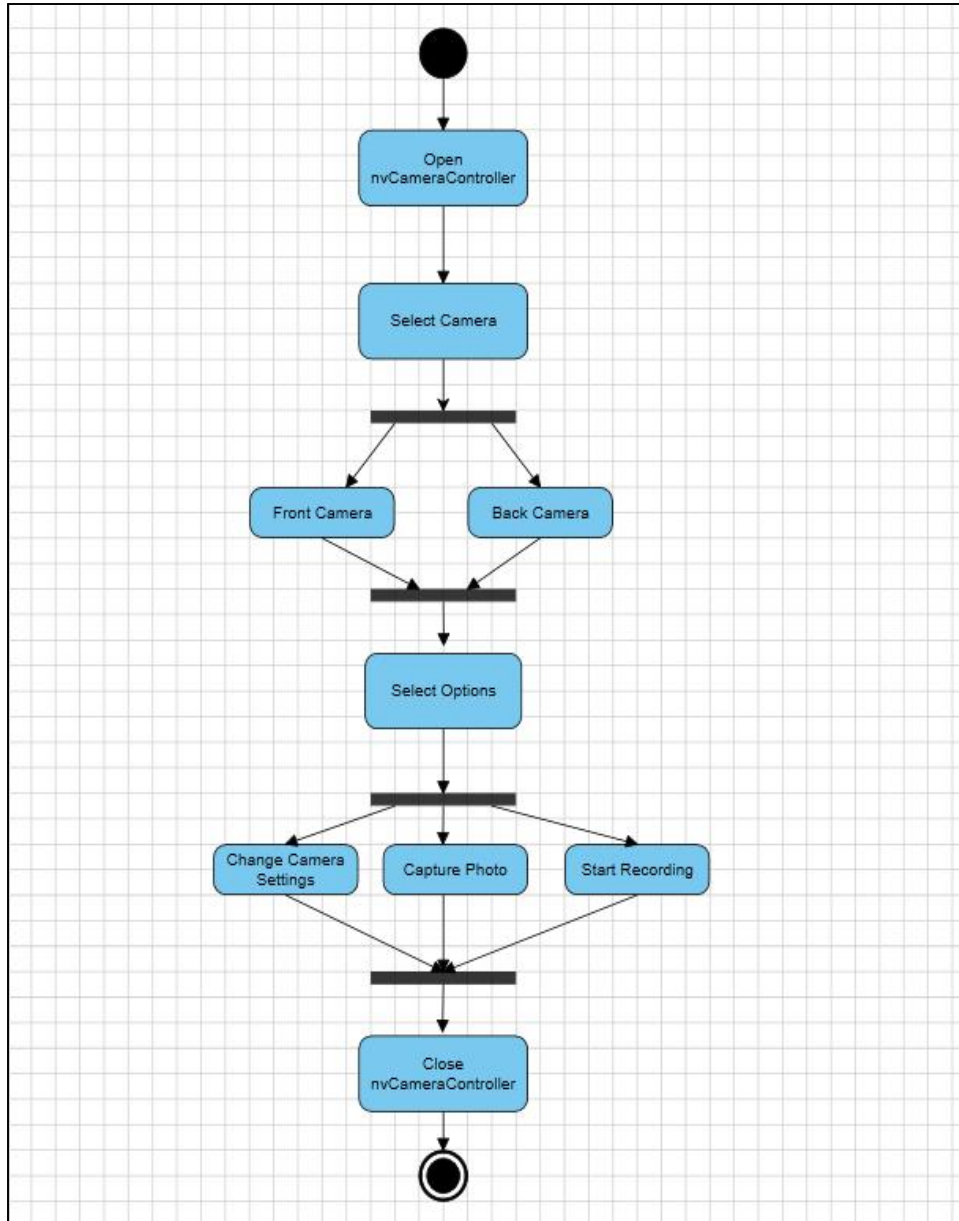 Open
nvCameraController
Select Camera
Front Camera
Back Camera
Select Options
Change Camera
Settings
Capture Photo
Start Recording
Close
nvCameraController